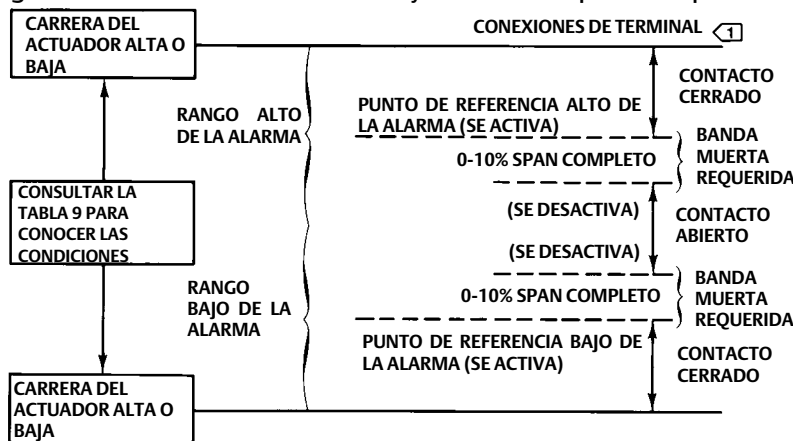 CARRERA DEL
ACTUADOR ALTA O
BAJA
CONEXIONES DE TERMINAL 1
CONTACTO
CERRADO
RANGO ALTO
DE LA ALARMA
PUNTO DE REFERENCIA ALTO DE
LA ALARMA (SE ACTIVA)
BANDA
MUERTA
REQUERIDA
0-10% SPAN COMPLETO
CONSULTAR LA
TABLA 9 PARA
CONOCER LAS
CONDICIONES
(SE DESACTIVA)
CONTACTO
ABIERTO
(SE DESACTIVA)
RANGO
BAJO DE LA
ALARMA
0-10% SPAN COMPLETO
BANDA
MUERTA
REQUERIDA
PUNTO DE REFERENCIA BAJO DE
LA ALARMA (SE ACTIVA)
CONTACTO
CERRADO
CARRERA DEL
ACTUADOR ALTA O
BAJA